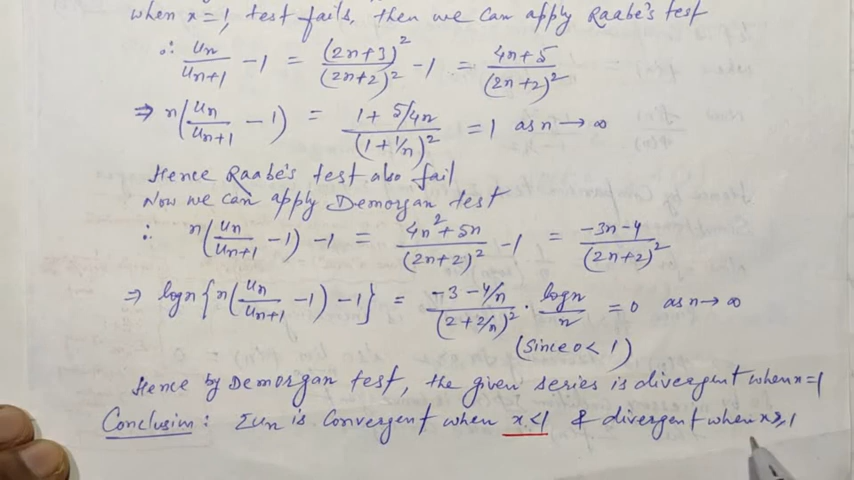 when x=1, test fails, then we can apply Raabe's test
∴ uₙ/uₙ₊₁ - 1 = (2n+3)²/(2n+2)² - 1 = (4n+5)/(2n+2)²
⇒ n(uₙ/uₙ₊₁ - 1) = (1 + 5/4n)/(1 + 1/n)² = 1 as n → ∞
Hence Raabe's test also fail
Now we can apply Demorgan test
∴ n(uₙ/uₙ₊₁ - 1) - 1 = (4n² + 5n)/(2n+2)² - 1 = (-3n-4)/(2n+2)²
⇒ logn{n(uₙ/uₙ₊₁ - 1) - 1} = (-3 - 4/n)/(2 + 2/n)² · logn/n = 0 as n → ∞
(Since 0 < 1)
Hence by Demorgan test, the given series is divergent when x=1
Conclusim: Σuₙ is convergent when x<1 & divergent when x≥1